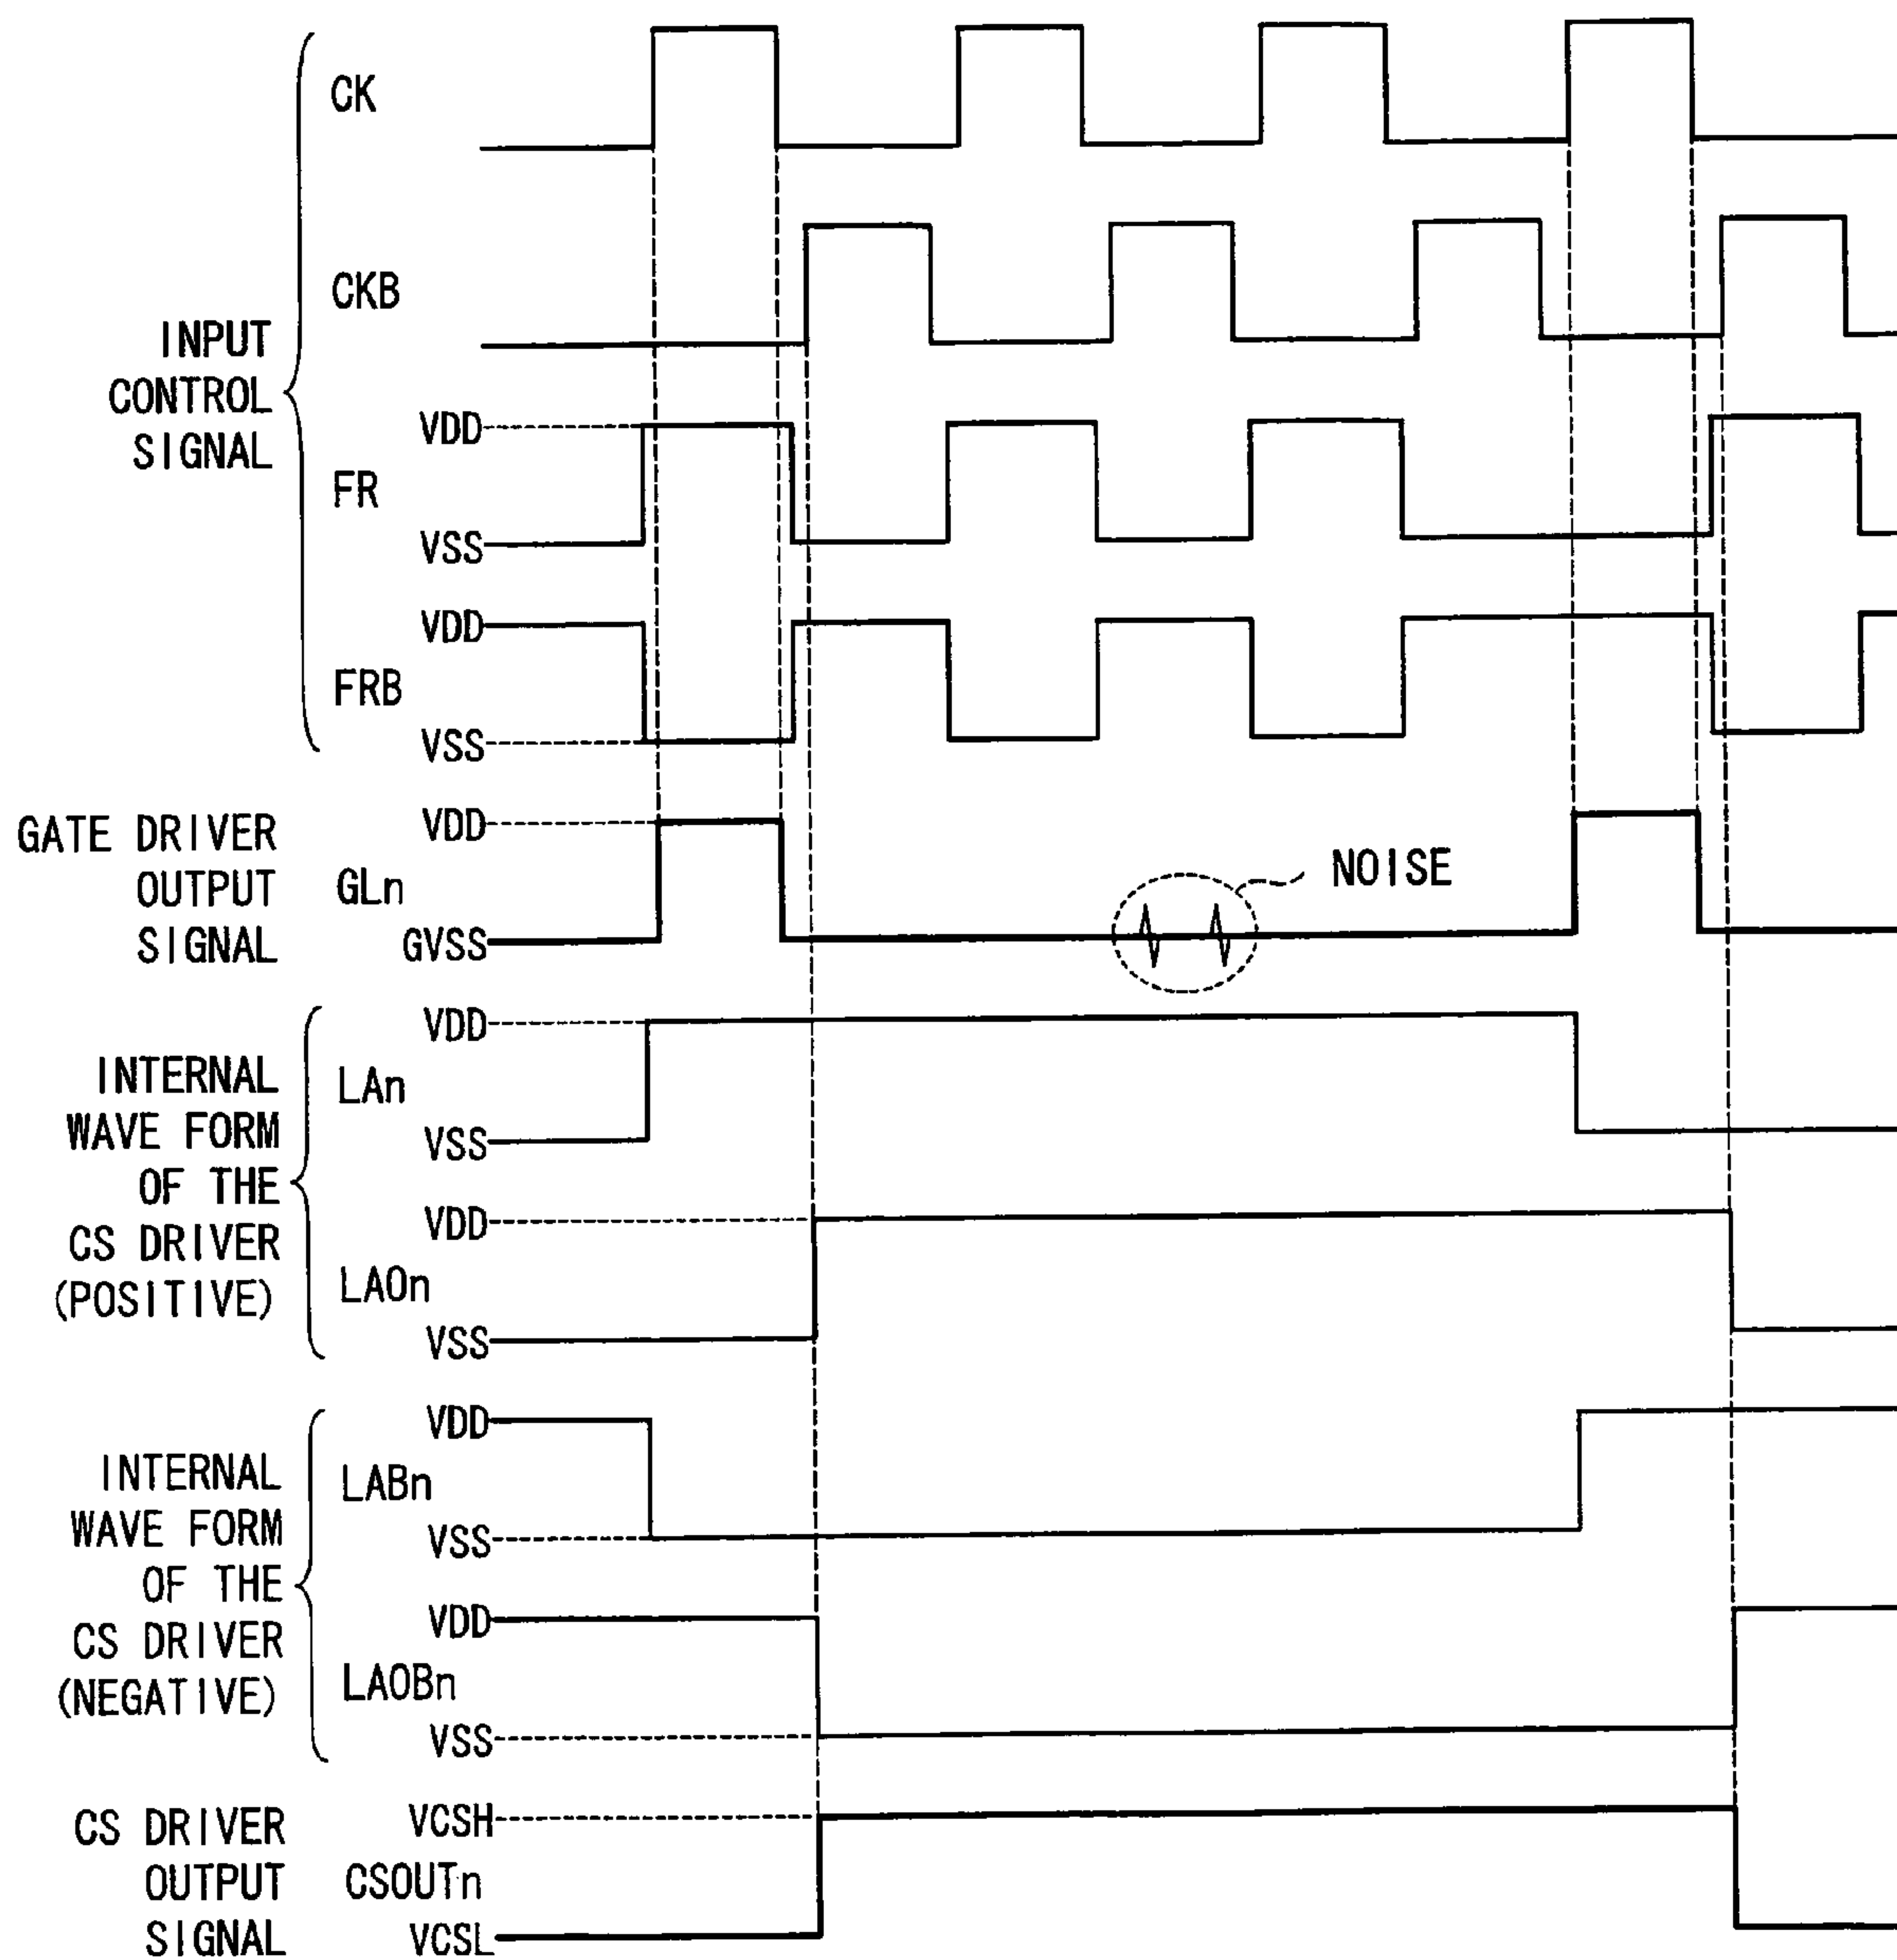 CK
CKB
INPUT
CONTROL
SIGNAL
VDD
FR
VSS
VDD
FRB
VSS
GATE DRIVER
OUTPUT
SIGNAL
VDD
GLn
GVSS
NOISE
INTERNAL
WAVE FORM
OF THE
CS DRIVER
(POSITIVE)
VDD
LAn
VSS
VDD
LAOn
VSS
INTERNAL
WAVE FORM
OF THE
CS DRIVER
(NEGATIVE)
VDD
LABn
VSS
VDD
LAOBn
VSS
CS DRIVER
OUTPUT
SIGNAL
VCSH
CSOUTn
VCSL